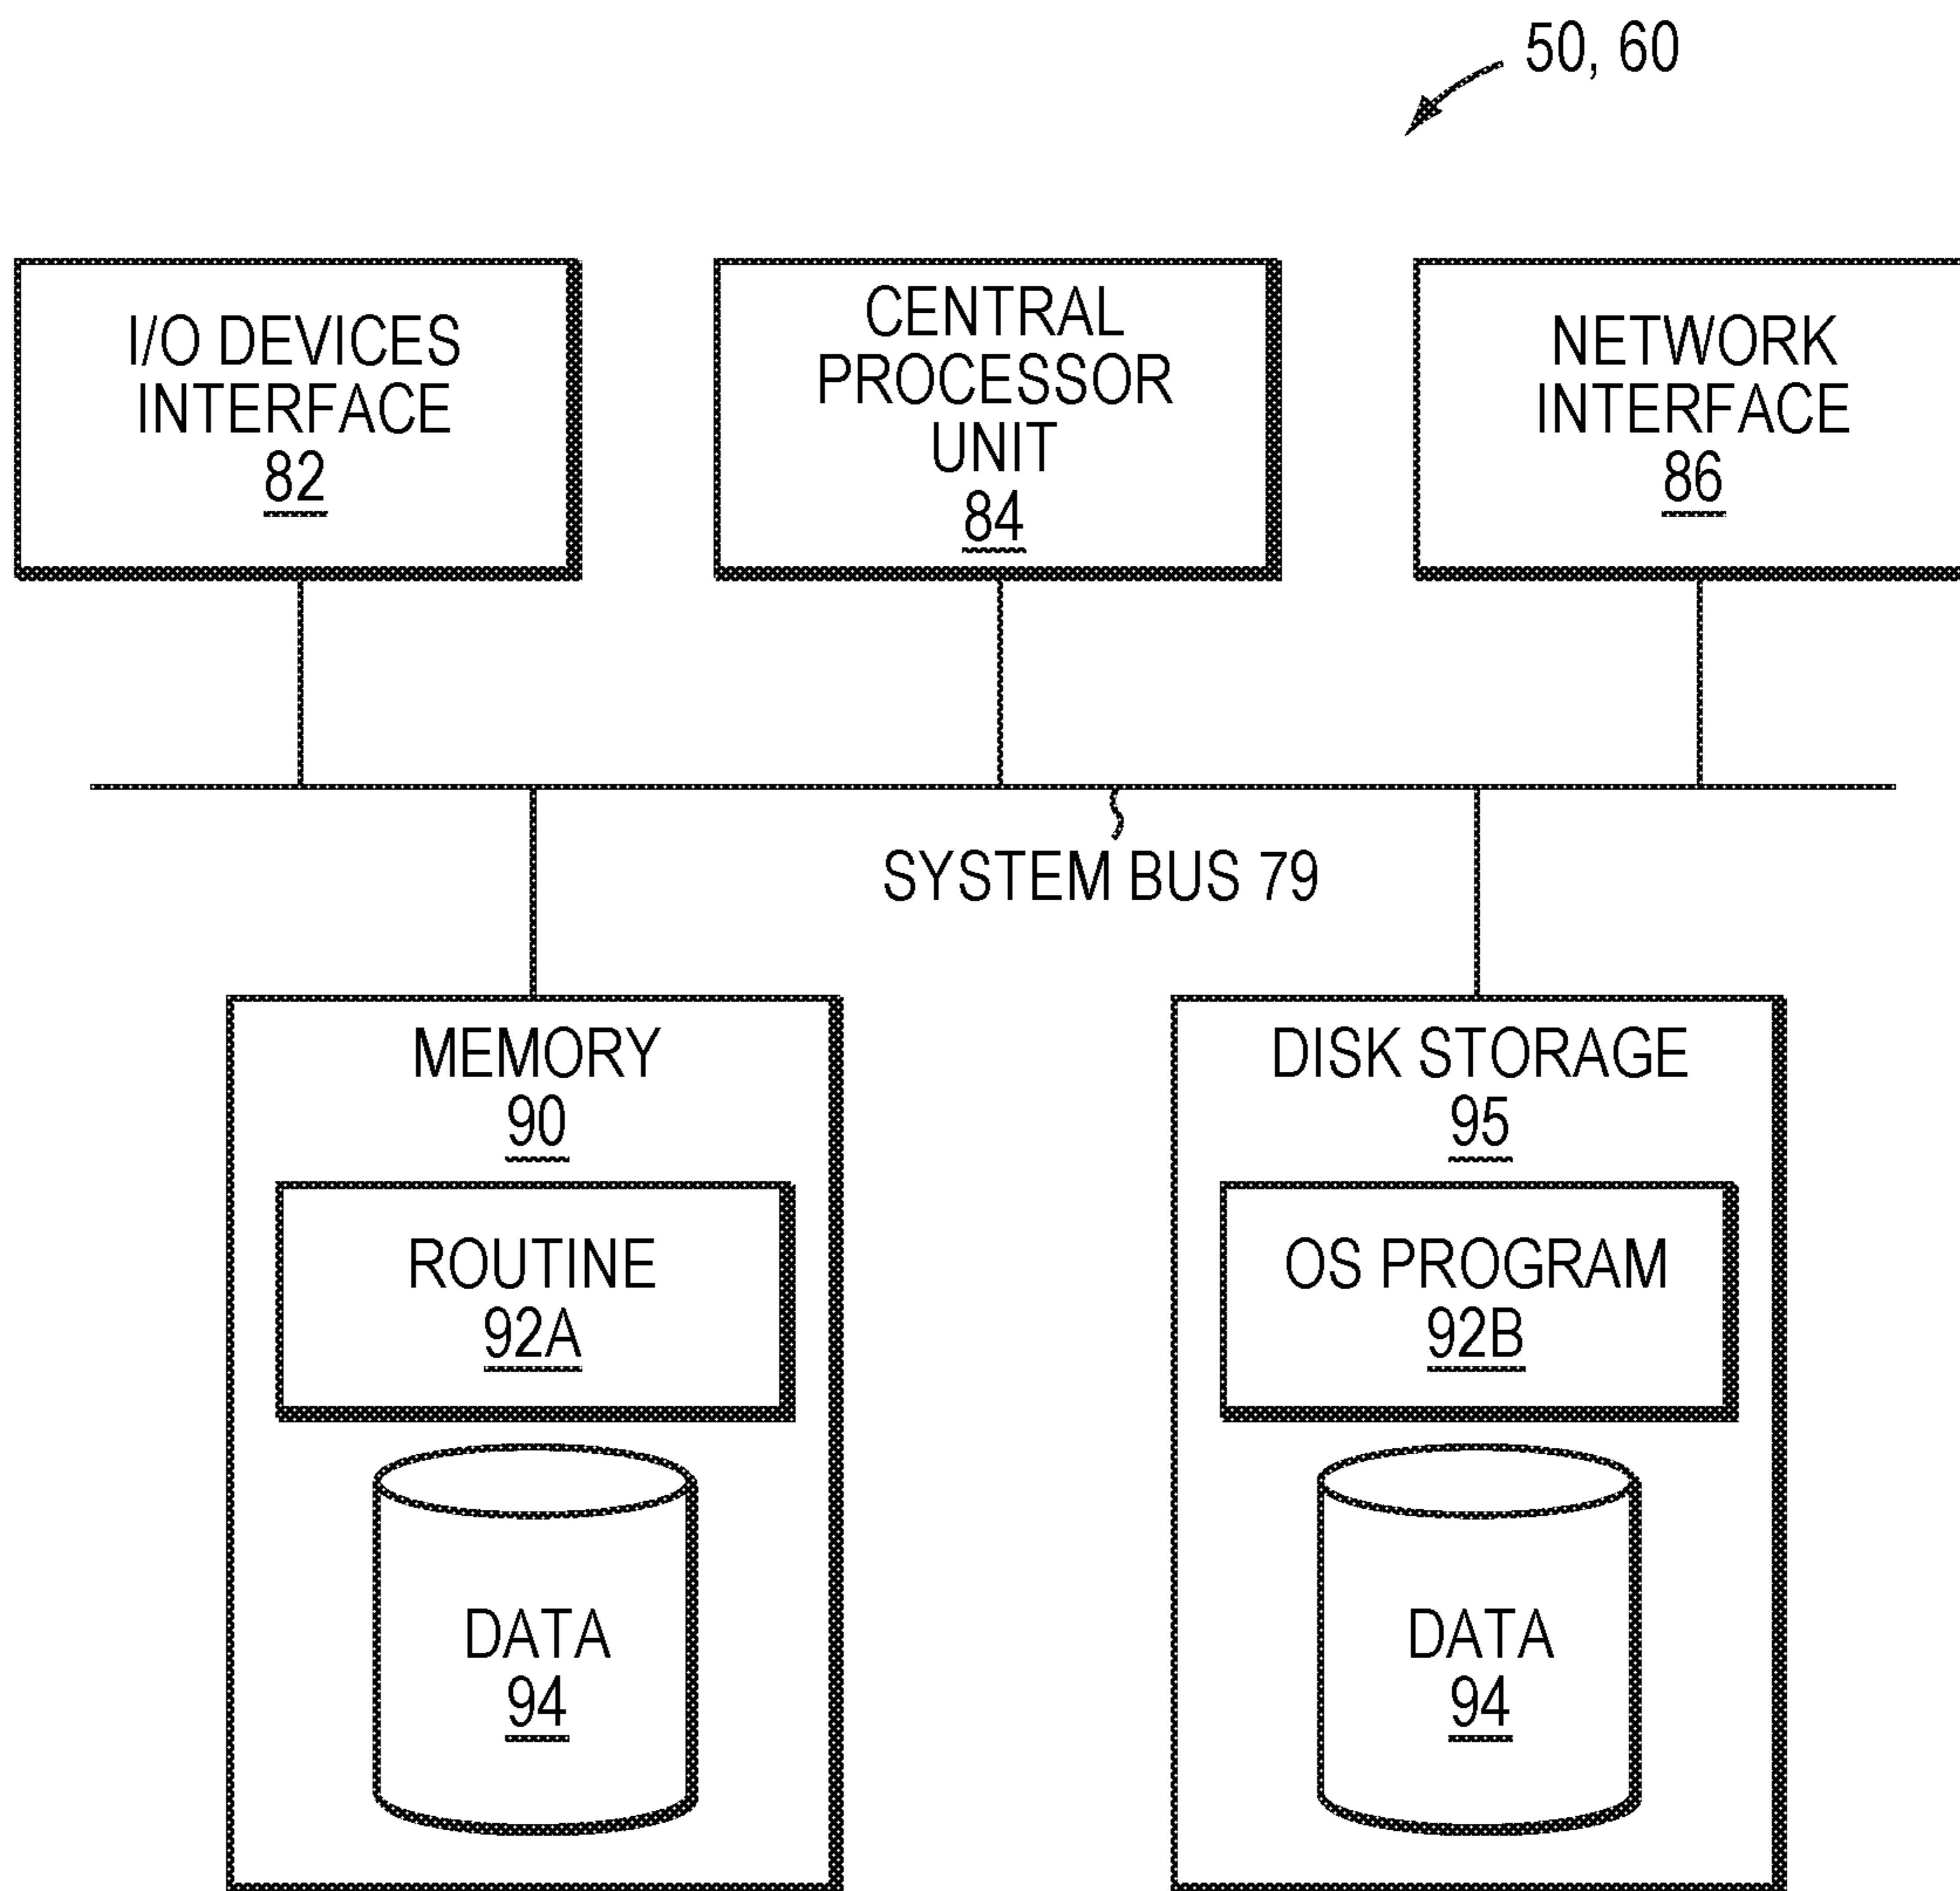 50, 60
I/O DEVICES
INTERFACE
82
CENTRAL
PROCESSOR
UNIT
84
NETWORK
INTERFACE
86
SYSTEM BUS 79
MEMORY
90
ROUTINE
92A
DATA
94
DISK STORAGE
95
OS PROGRAM
92B
DATA
94